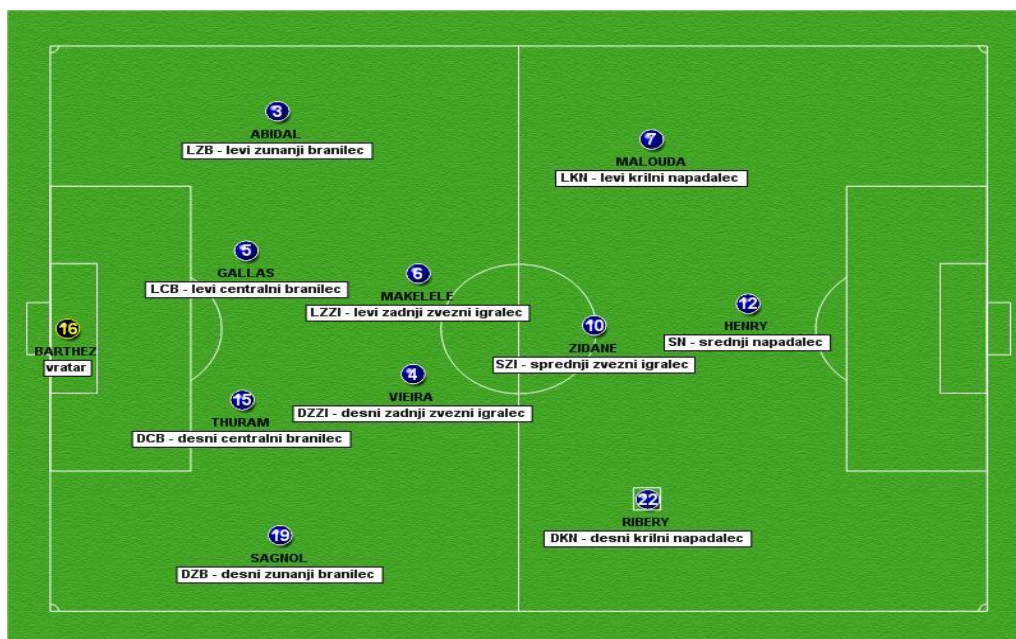 3
ABIDAL
LZB - levi zunanji branilec
7
MALOUDA
LKN - levi krilni napadalec
5
GALLAS
LCB - levi centralni branilec
6
MAKELELE
LZZI - levi zadnji zvezni igralec
16
BARTHEZ
vratar
10
ZIDANE
SZI - sprednji zvezni igralec
12
HENRY
SN - srednji napadalec
4
VIEIRA
DZZI - desni zadnji zvezni igralec
15
THURAM
DCB - desni centralni branilec
22
RIBERY
DKN - desni krilni napadalec
19
SAGNOL
DZB - desni zunanji branilec